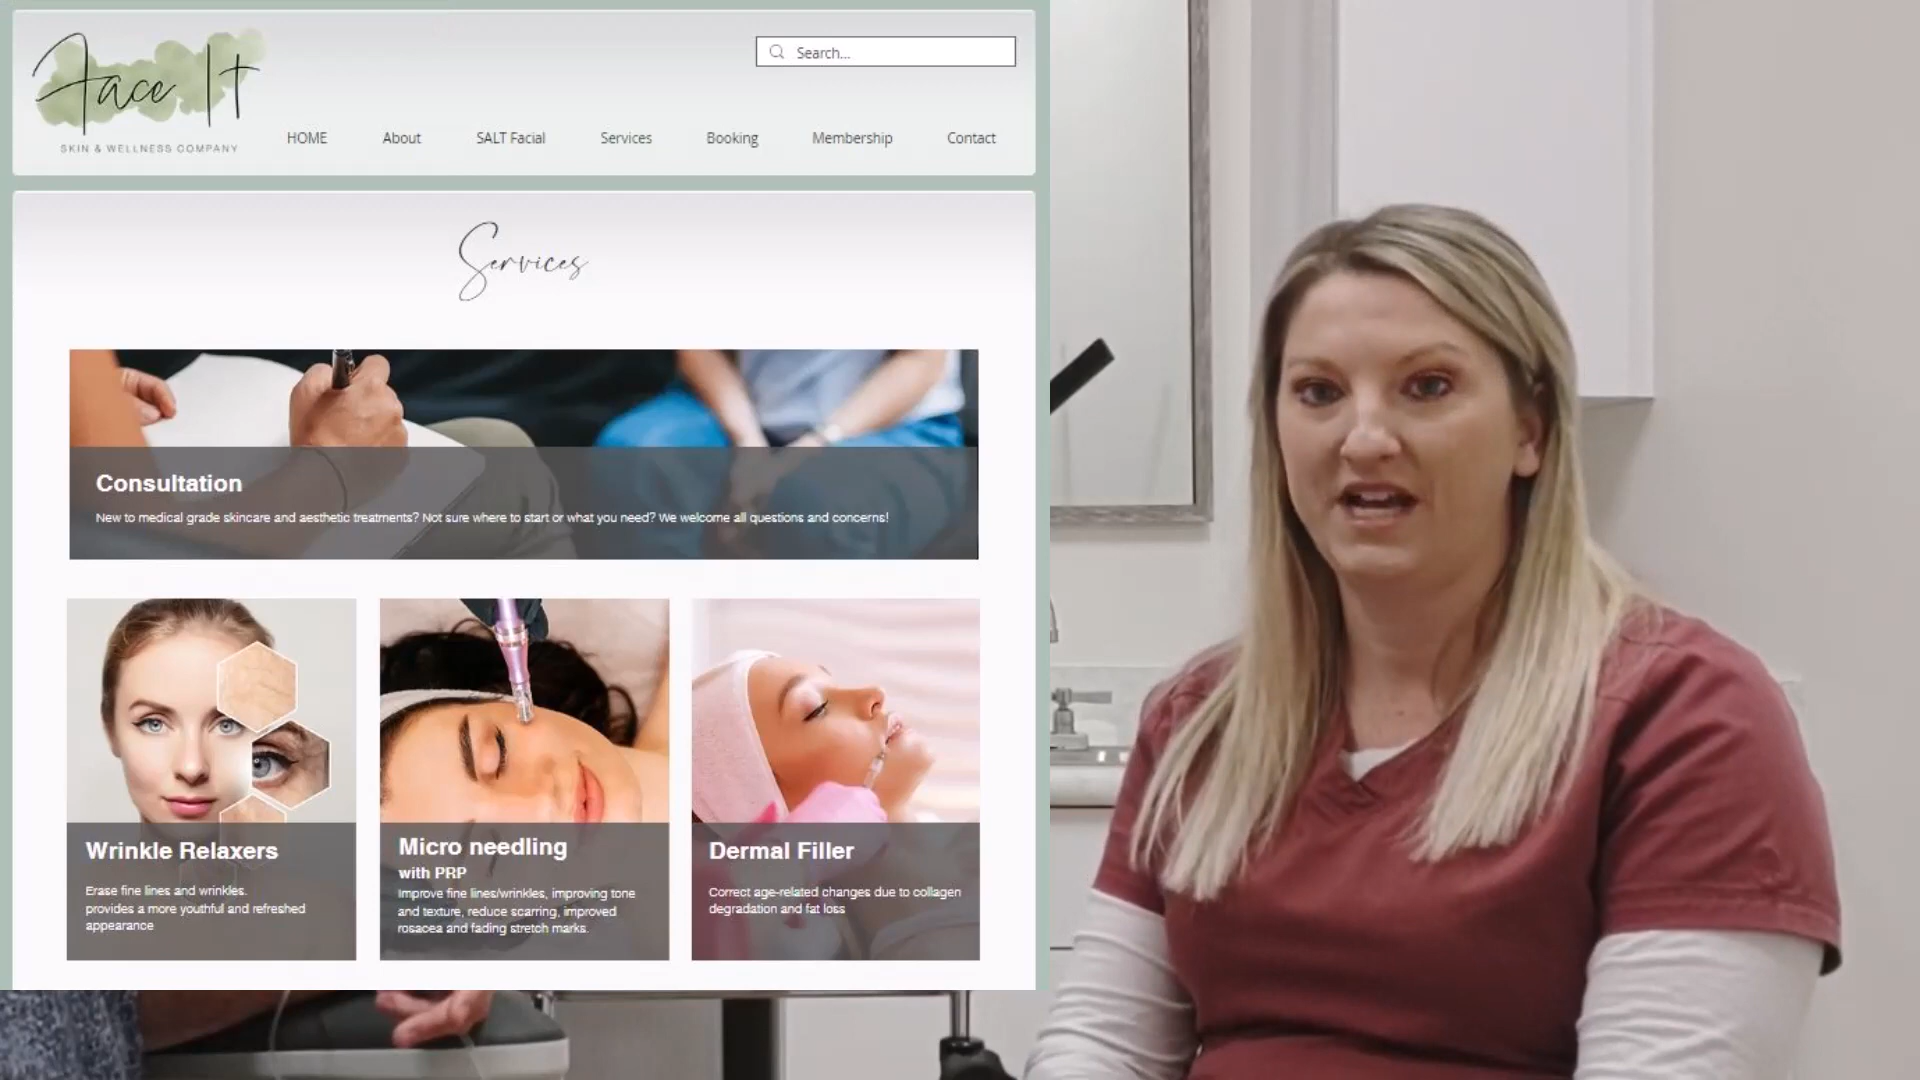 Face It
SKIN & WELLNESS COMPANY
Search...
HOME About SALT Facial Services Booking Membership Contact
Services
Consultation
New to medical grade skincare and aesthetic treatments? Not sure where to start or what you need? We welcome all questions and concerns!
Wrinkle Relaxers
Erase fine lines and wrinkles.
provides a more youthful and refreshed
appearance
Micro needling
with PRP
Improve fine lines/wrinkles, improving tone
and texture, reduce scarring, improved
rosacea and fading stretch marks.
Dermal Filler
Correct age-related changes due to collagen
degradation and fat loss